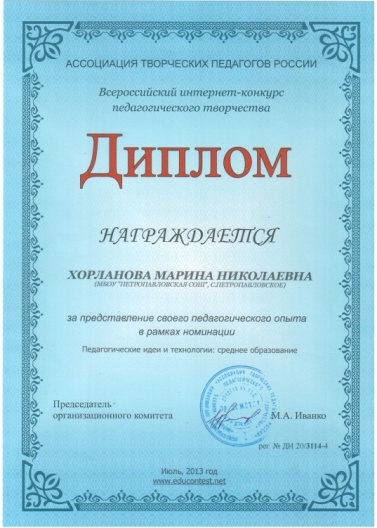 АССОЦИАЦИЯ ТВОРЧЕСКИХ ПЕДАГОГОВ РОССИИ
Всероссийский интернет-конкурс
педагогического творчества
Диплом
НАГРАЖДАЕТСЯ
ХОРЛАНОВА МАРИНА НИКОЛАЕВНА
(МБОУ "ПЕТРОПАВЛОВСКАЯ СОШ", С.ПЕТРОПАВЛОВСКОЕ)
за представление своего педагогического опыта
в рамках номинации
Педагогические идеи и технологии: среднее образование
Председатель
организационного комитета
М.А. Иванко
рег. № ДИ 20/3114-4
Июль, 2013 год
www.educontest.net